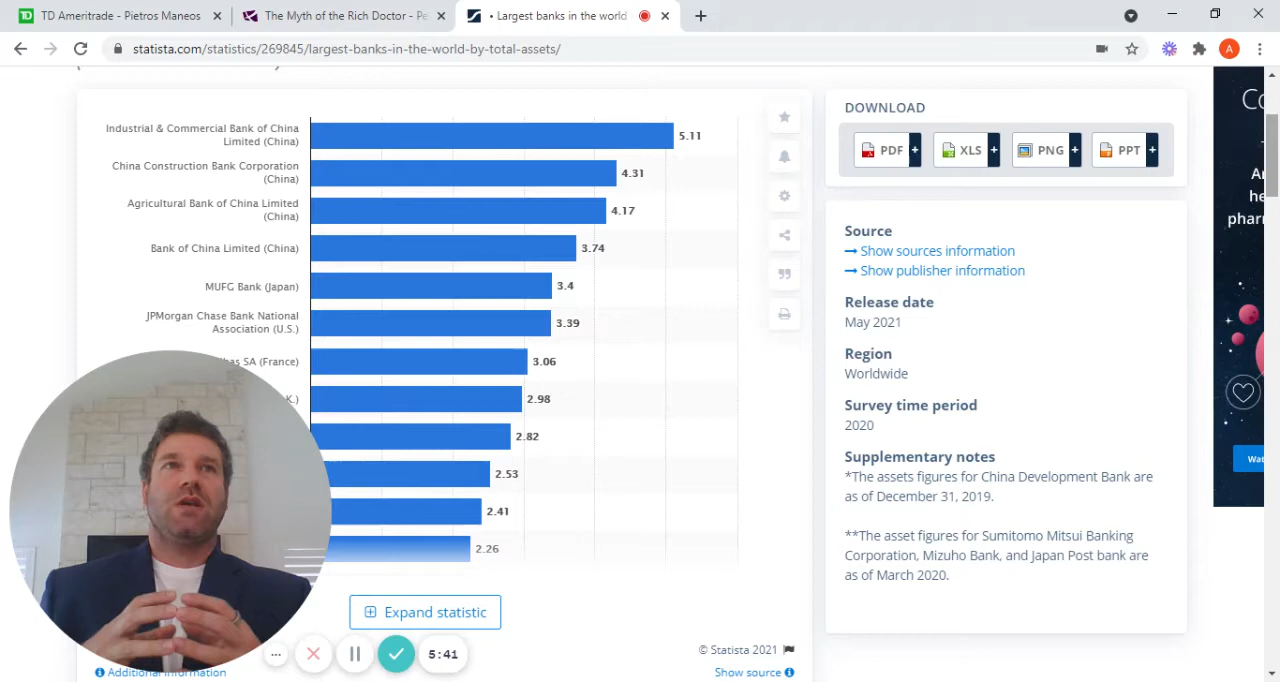 TD Ameritrade - Pietros Maneos
The Myth of the Rich Doctor - Pe
• Largest banks in the world
statista.com/statistics/269845/largest-banks-in-the-world-by-total-assets/
A
Industrial & Commercial Bank of China
Limited (China)
5.11
China Construction Bank Corporation
(China)
4.31
Agricultural Bank of China Limited
(China)
4.17
Bank of China Limited (China)
3.74
MUFG Bank (Japan)
3.4
JPMorgan Chase Bank National
Association (U.S.)
3.39
SA (France)
3.06
K.)
2.98
2.82
2.53
2.41
2.26
Expand statistic
5:41
© Statista 2021
Additional Information
Show source
DOWNLOAD
PDF +
XLS +
PNG +
PPT +
Source
Show sources information
Show publisher information
Release date
May 2021
Region
Worldwide
Survey time period
2020
Supplementary notes
*The assets figures for China Development Bank are
as of December 31, 2019.
**The asset figures for Sumitomo Mitsui Banking
Corporation, Mizuho Bank, and Japan Post bank are
as of March 2020.